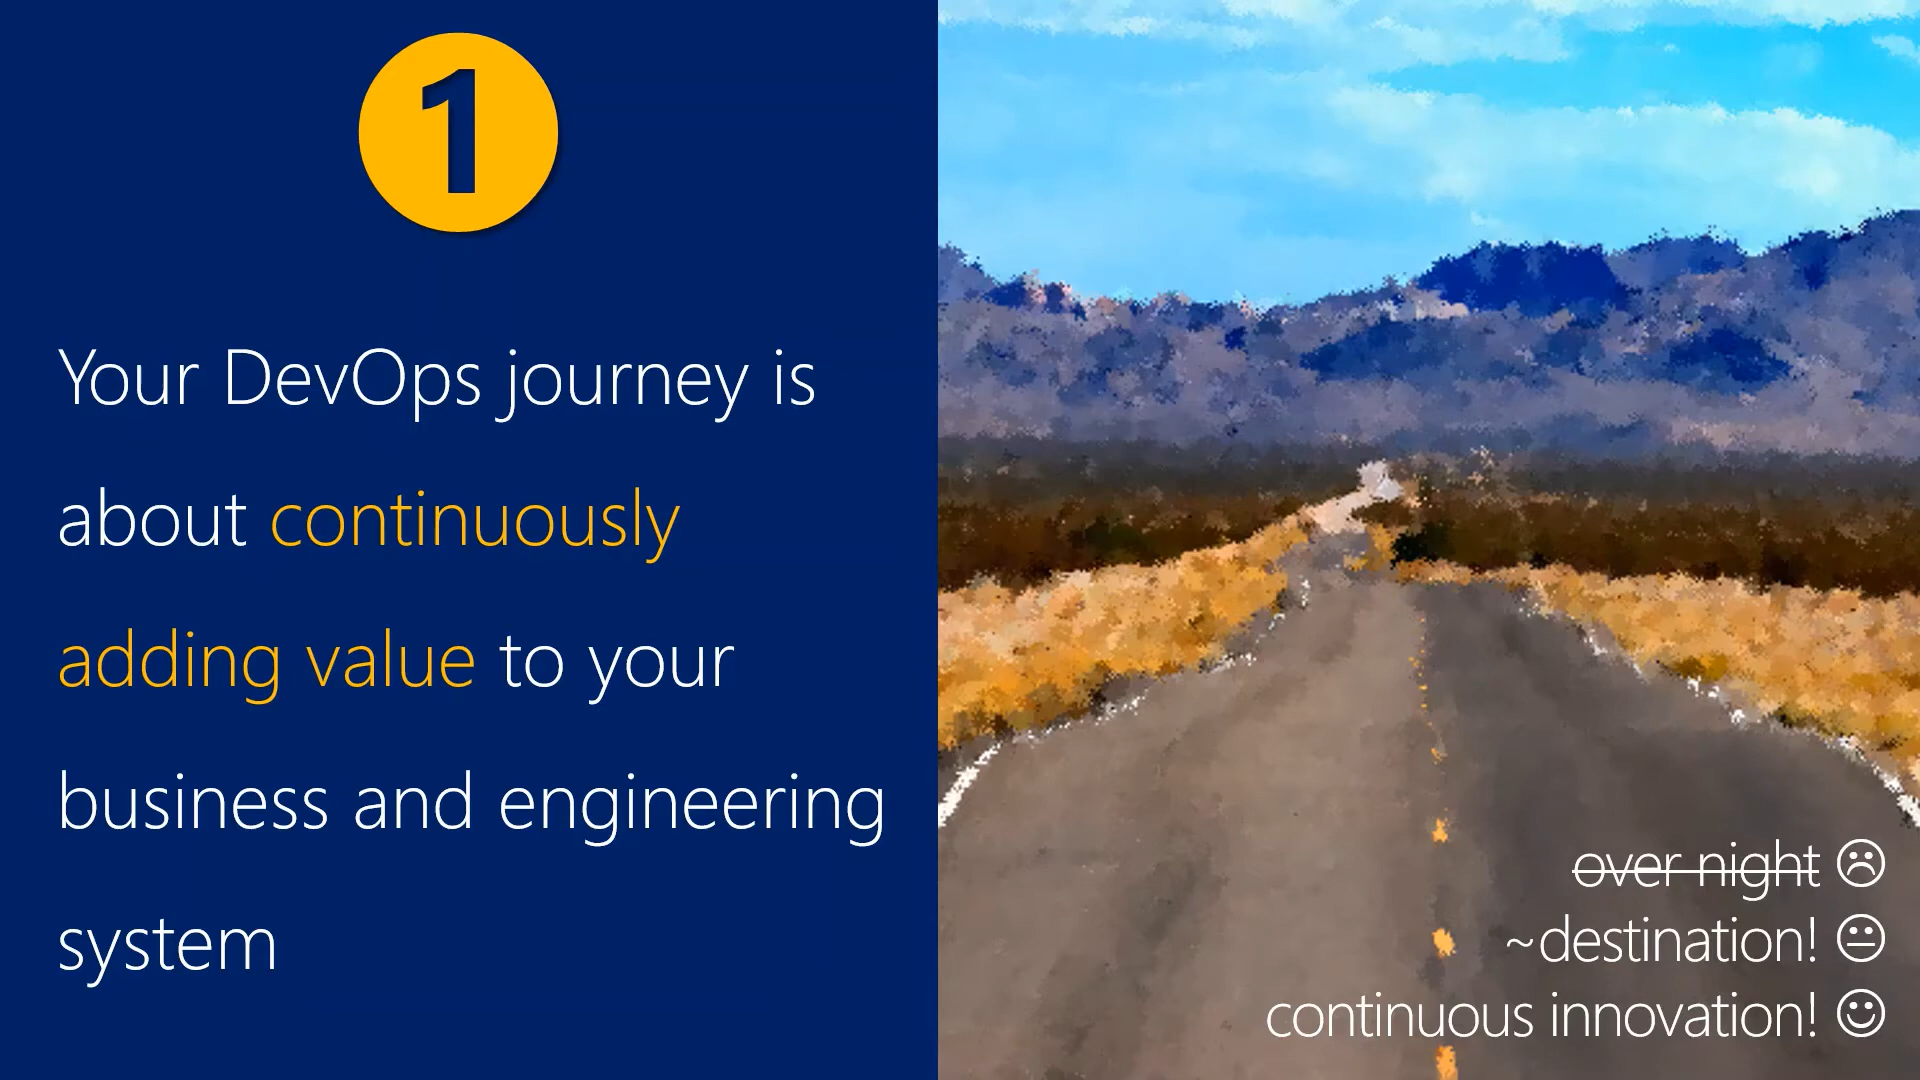 1
Your DevOps journey is
about continuously
adding value to your
business and engineering
system
over night ☹
~destination! 😐
continuous innovation! ☺